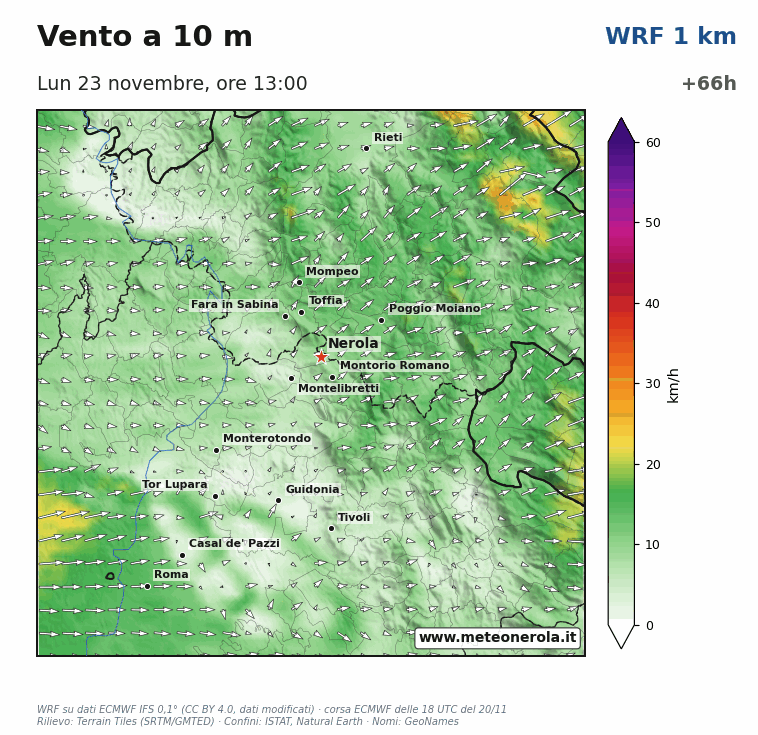 Vento a 10 m
WRF 1 km
Lun 23 novembre, ore 13:00
+66h
Rieti
Mompeo
Fara in Sabina
Toffia
Poggio Moiano
Nerola
Montorio Romano
Montelibretti
Monterotondo
Tor Lupara
Guidonia
Tivoli
Casal de' Pazzi
Roma
www.meteonerola.it
60
50
40
30
20
10
0
km/h
WRF su dati ECMWF IFS 0,1° (CC BY 4.0, dati modificati) · corsa ECMWF delle 18 UTC del 20/11
Rilievo: Terrain Tiles (SRTM/GMTED) · Confini: ISTAT, Natural Earth · Nomi: GeoNames